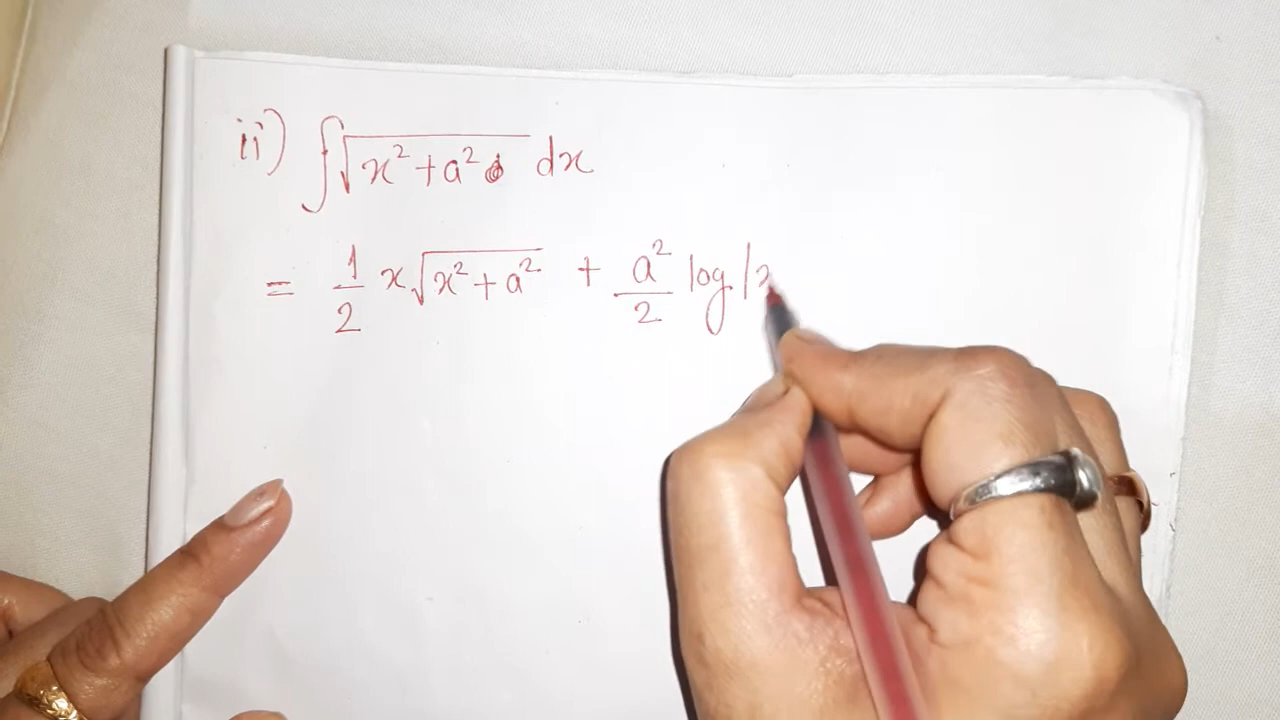 ii) ∫√(x²+a²) dx
= 1/2 x√(x²+a²) + a²/2 log|x